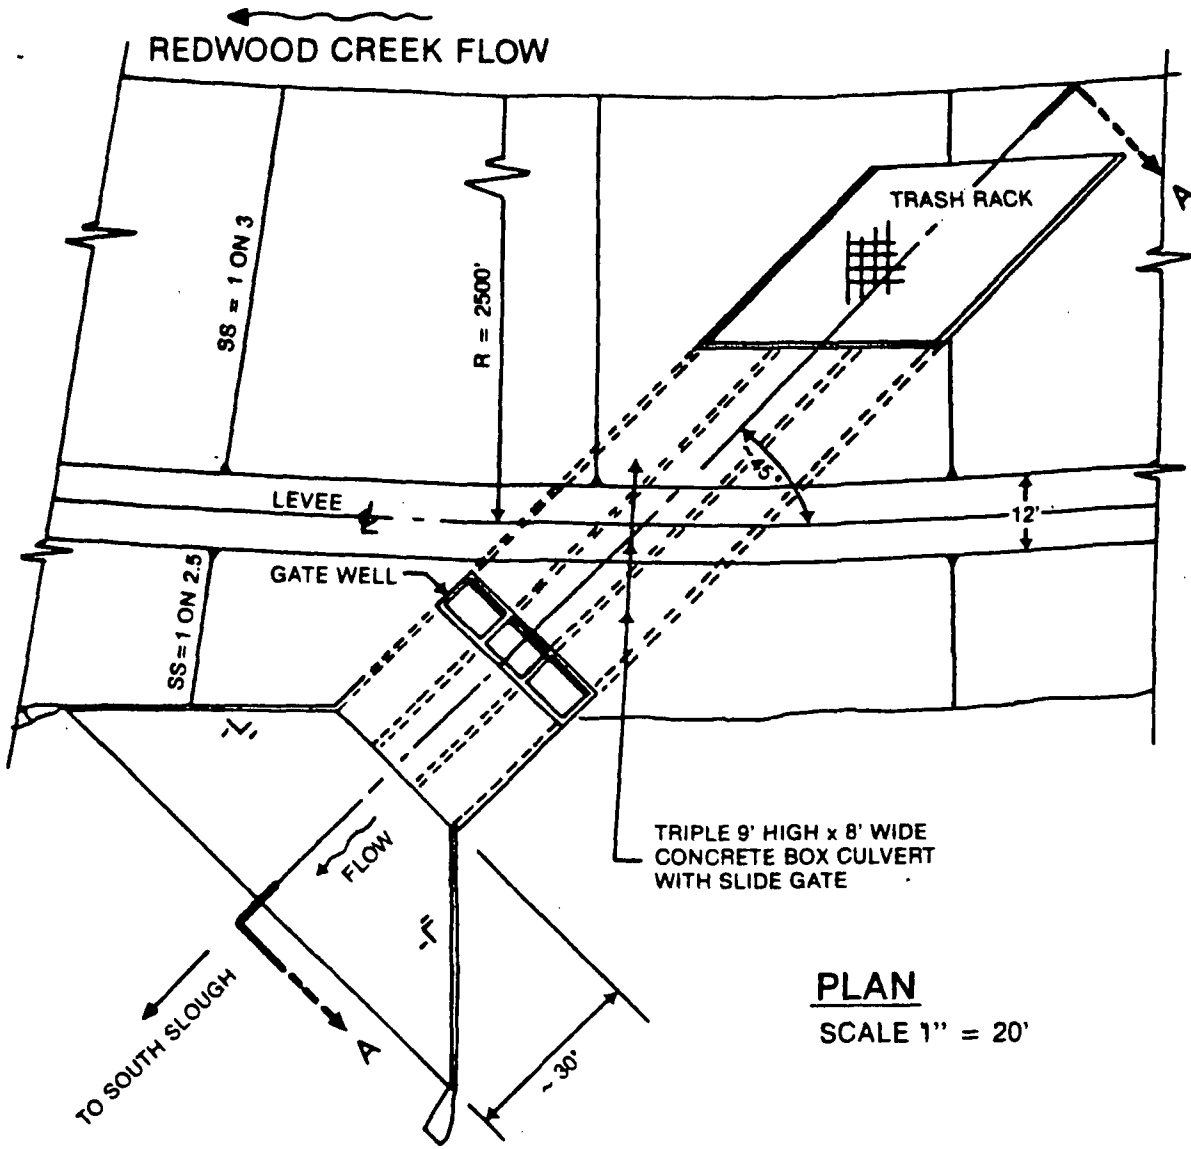 REDWOOD CREEK FLOW
TRASH RACK
A
SS = 1 ON 3
R = 2500'
45°
LEVEE
12'
GATE WELL
SS = 1 ON 2.5
TRIPLE 9' HIGH x 8' WIDE
CONCRETE BOX CULVERT
WITH SLIDE GATE
FLOW
TO SOUTH SLOUGH
A
~ 30'
PLAN
SCALE 1" = 20'